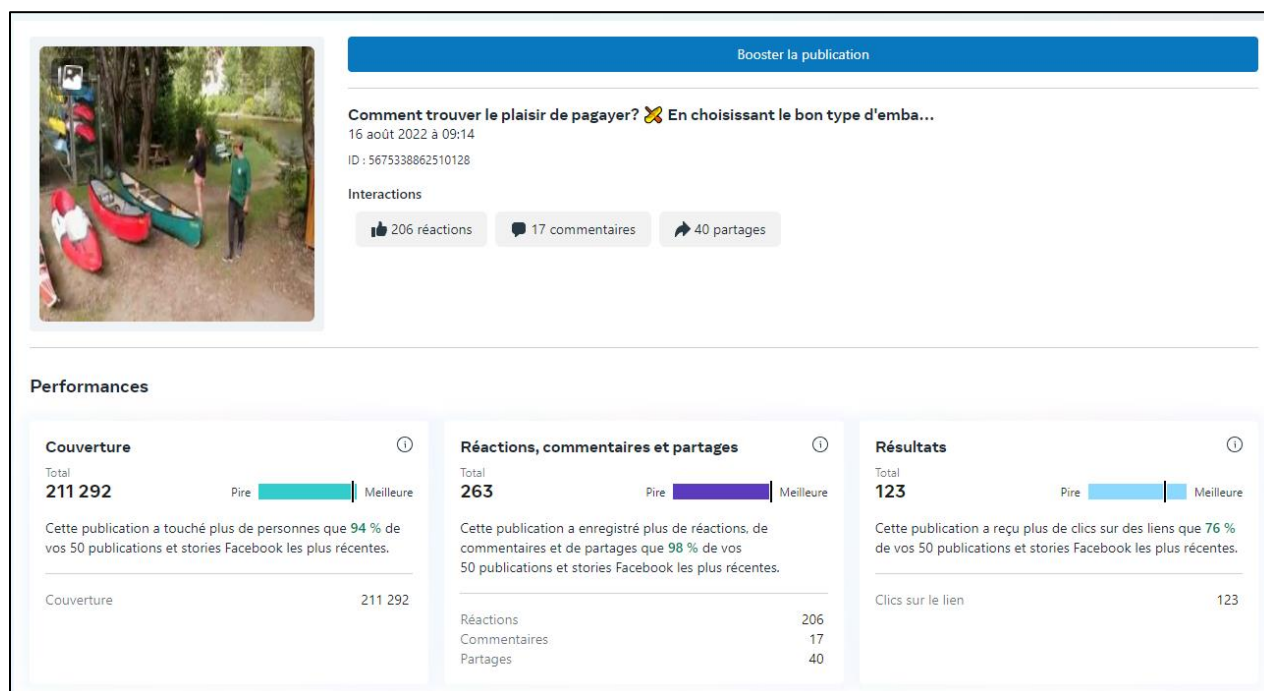 Booster la publication
Comment trouver le plaisir de pagayer? En choisissant le bon type d'emba...
16 août 2022 à 09:14
ID : 5675338862510128
Interactions
206 réactions 17 commentaires 40 partages
Performances
Couverture
Total
211 292
Pire Meilleure
Cette publication a touché plus de personnes que 94 % de
vos 50 publications et stories Facebook les plus récentes.
Couverture 211 292
Réactions, commentaires et partages
Total
263
Pire Meilleure
Cette publication a enregistré plus de réactions, de
commentaires et de partages que 98 % de vos
50 publications et stories Facebook les plus récentes.
Réactions 206
Commentaires 17
Partages 40
Résultats
Total
123
Pire Meilleure
Cette publication a reçu plus de clics sur des liens que 76 %
de vos 50 publications et stories Facebook les plus récentes.
Clics sur le lien 123